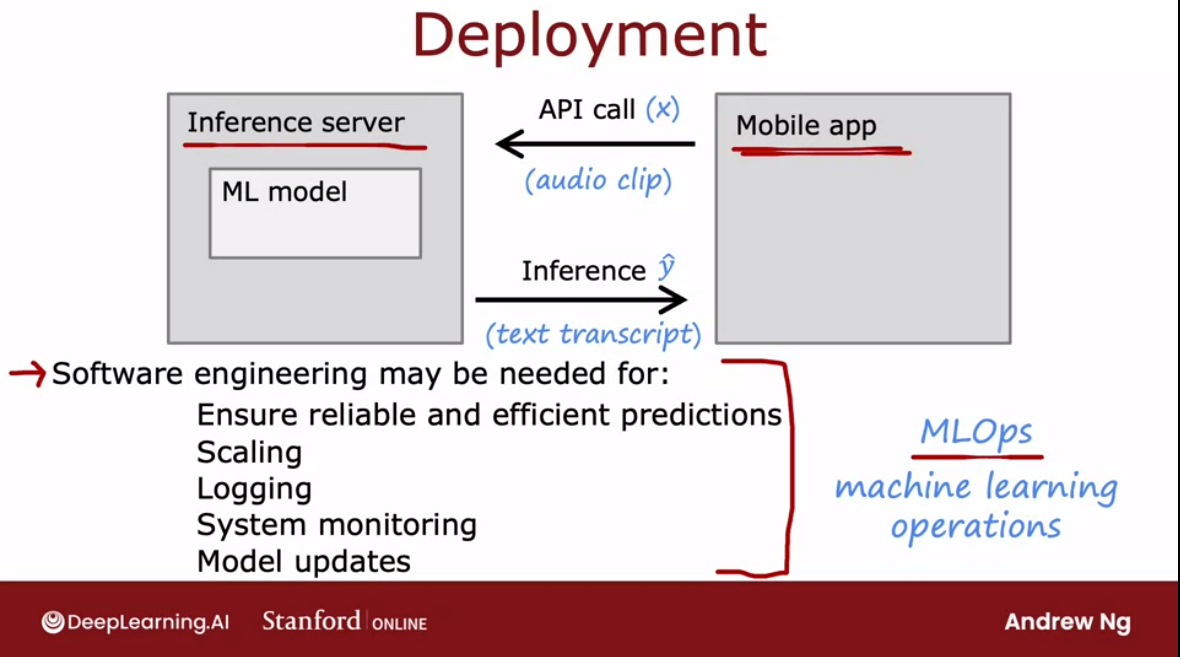 Deployment
Inference server
ML model
API call (x)
(audio clip)
Inference ŷ
(text transcript)
Mobile app
Software engineering may be needed for:
Ensure reliable and efficient predictions
Scaling
Logging
System monitoring
Model updates
MLOps
machine learning
operations
DeepLearning.AI
Stanford | ONLINE
Andrew Ng